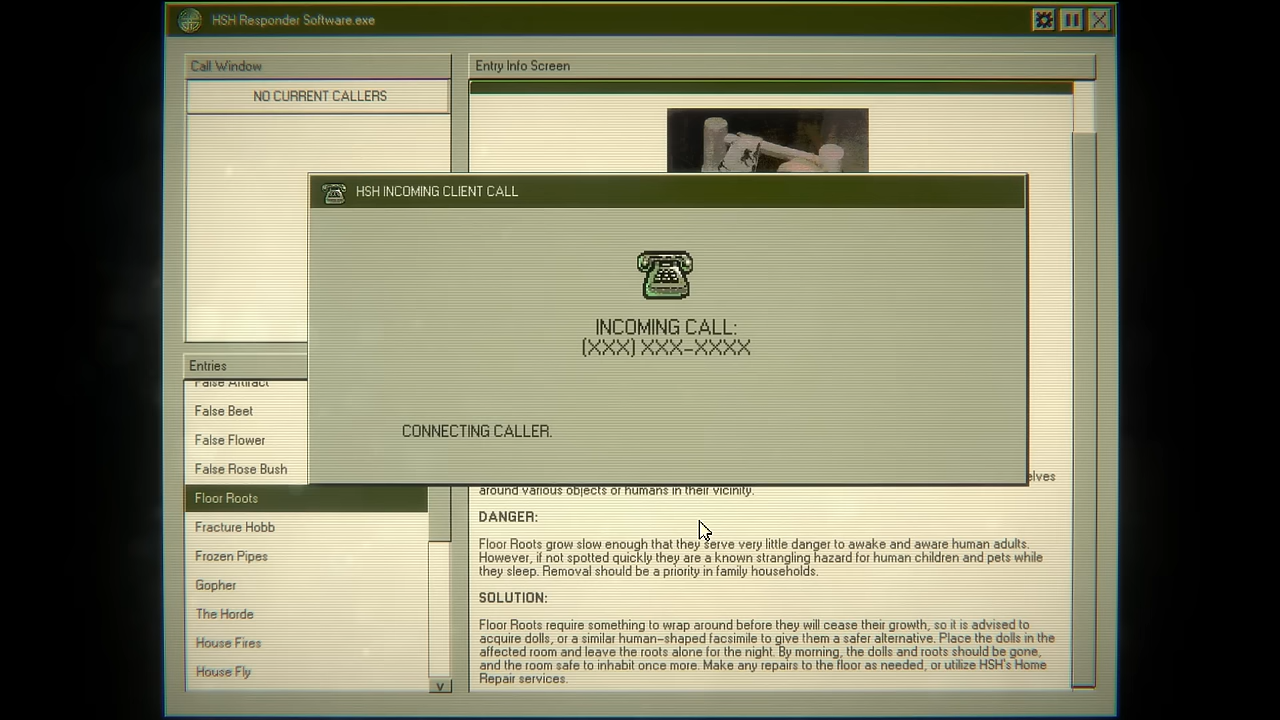 HSH Responder Software.exe
Call Window
NO CURRENT CALLERS
Entry Info Screen
HSH INCOMING CLIENT CALL
INCOMING CALL:
(XXX) XXX-XXXX
CONNECTING CALLER.
Entries
False Artifact
False Beet
False Flower
False Rose Bush
Floor Roots
Fracture Hobb
Frozen Pipes
Gopher
The Horde
House Fires
House Fly
around various objects or humans in their vicinity.
DANGER:
Floor Roots grow slow enough that they serve very little danger to awake and aware human adults.
However, if not spotted quickly they are a known strangling hazard for human children and pets while
they sleep. Removal should be a priority in family households.
SOLUTION:
Floor Roots require something to wrap around before they will cease their growth, so it is advised to
acquire dolls, or a similar human-shaped facsimile to give them a safer alternative. Place the dolls in the
affected room and leave the roots alone for the night. By morning, the dolls and roots should be gone,
and the room safe to inhabit once more. Make any repairs to the floor as needed, or utilize HSH's Home
Repair services.